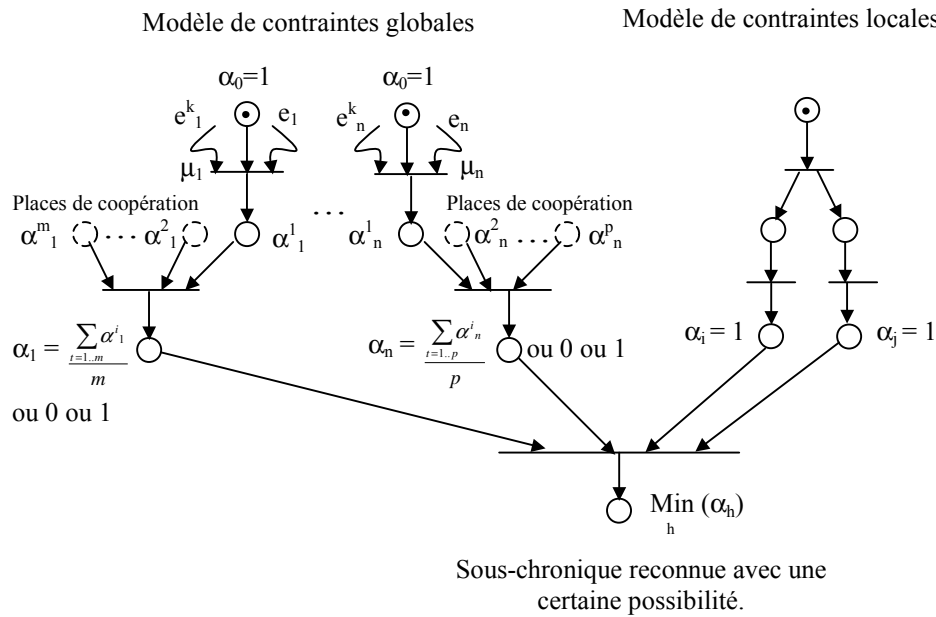 Modèle de contraintes globales
Modèle de contraintes locales
α₀=1 α₀=1
eᵏ₁ e₁ eᵏₙ eₙ
μ₁ μₙ
Places de coopération Places de coopération
αᵐ₁ ... α²₁ α¹₁ ... α¹ₙ α²ₙ ... αᵖₙ
α₁ = ∑ αⁱ₁ t=1..m / m
ou 0 ou 1
αₙ = ∑ αⁱₙ t=1..p / p ou 0 ou 1
αᵢ = 1 αⱼ = 1
Min (αₕ)
h
Sous-chronique reconnue avec une
certaine possibilité.